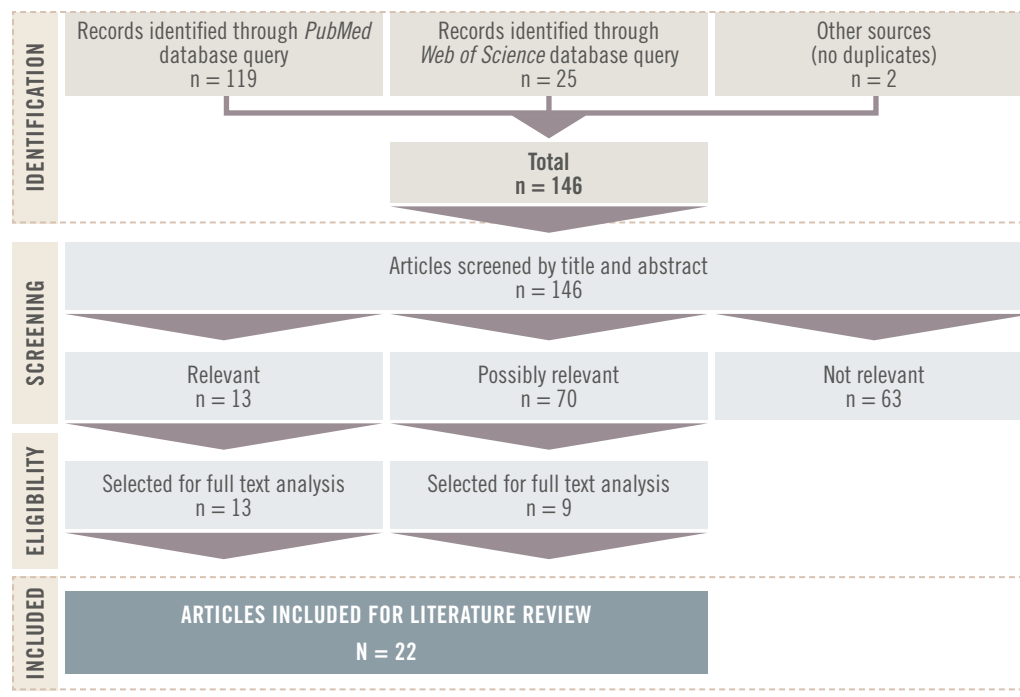 IDENTIFICATION
Records identified through PubMed
database query
n = 119
Records identified through
Web of Science database query
n = 25
Other sources
(no duplicates)
n = 2
Total
n = 146
SCREENING
Articles screened by title and abstract
n = 146
Relevant
n = 13
Possibly relevant
n = 70
Not relevant
n = 63
ELIGIBILITY
Selected for full text analysis
n = 13
Selected for full text analysis
n = 9
INCLUDED
ARTICLES INCLUDED FOR LITERATURE REVIEW
N = 22